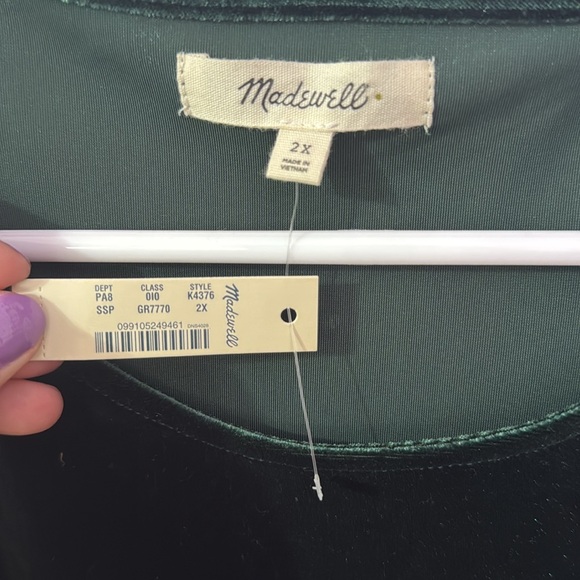 Madewell
2X
MADE IN
VIETNAM
DEPT CLASS STYLE
PA8 010 K4376
SSP GR7770 2X
099105249461
Madewell